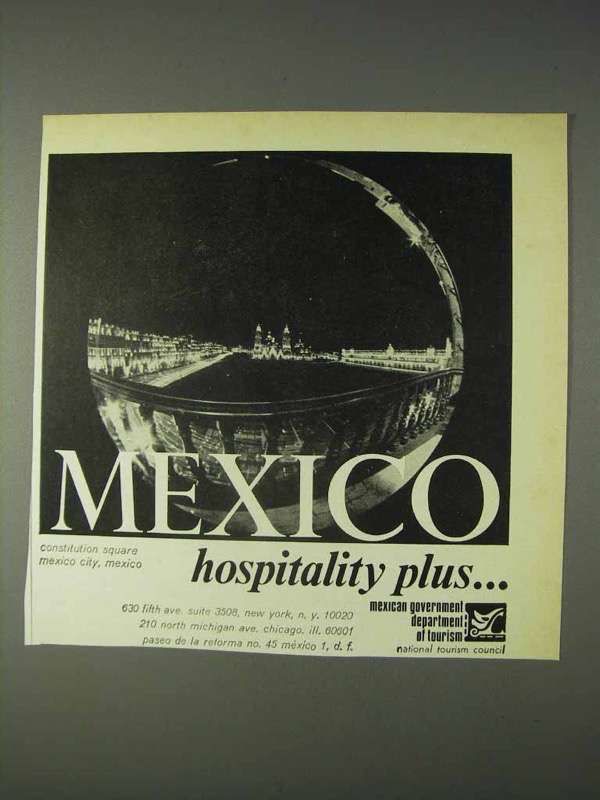 MEXICO
constitution square
mexico city, mexico
hospitality plus...
630 fifth ave. suite 3508, new york, n. y. 10020
210 north michigan ave. chicago, ill. 60601
paseo de la reforma no. 45 méxico 1, d. f.
mexican government
department
of tourism
national tourism council